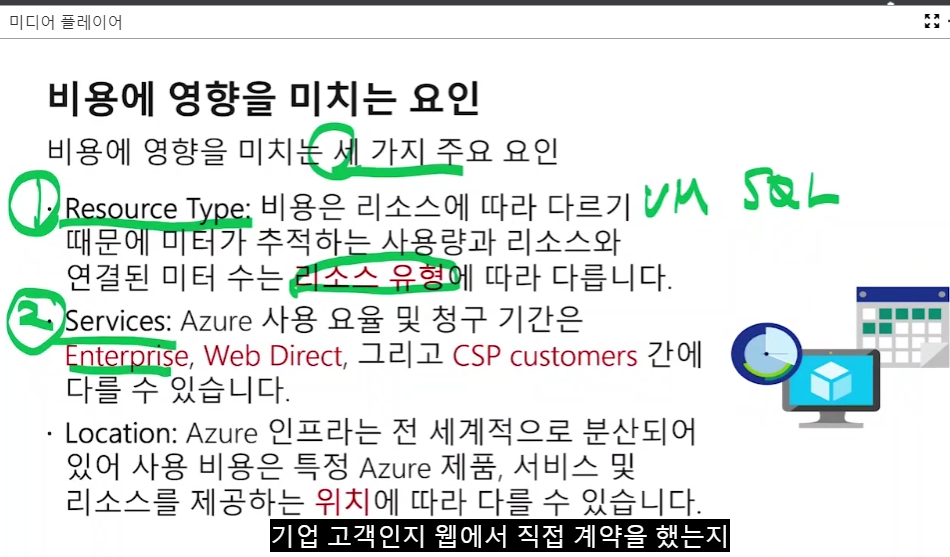 미디어 플레이어
비용에 영향을 미치는 요인
비용에 영향을 미치는 세 가지 주요 요인
1 · Resource Type: 비용은 리소스에 따라 다르기 VM SQL
때문에 미터가 추적하는 사용량과 리소스와
연결된 미터 수는 리소스 유형에 따라 다릅니다.
2 · Services: Azure 사용 요율 및 청구 기간은
Enterprise, Web Direct, 그리고 CSP customers 간에
다를 수 있습니다.
· Location: Azure 인프라는 전 세계적으로 분산되어
있어 사용 비용은 특정 Azure 제품, 서비스 및
리소스를 제공하는 위치에 따라 다를 수 있습니다.
기업 고객인지 웹에서 직접 계약을 했는지